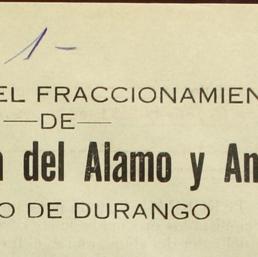 1-
EL FRACCIONAMIEN
—DE—
del Alamo y An
O DE DURANGO